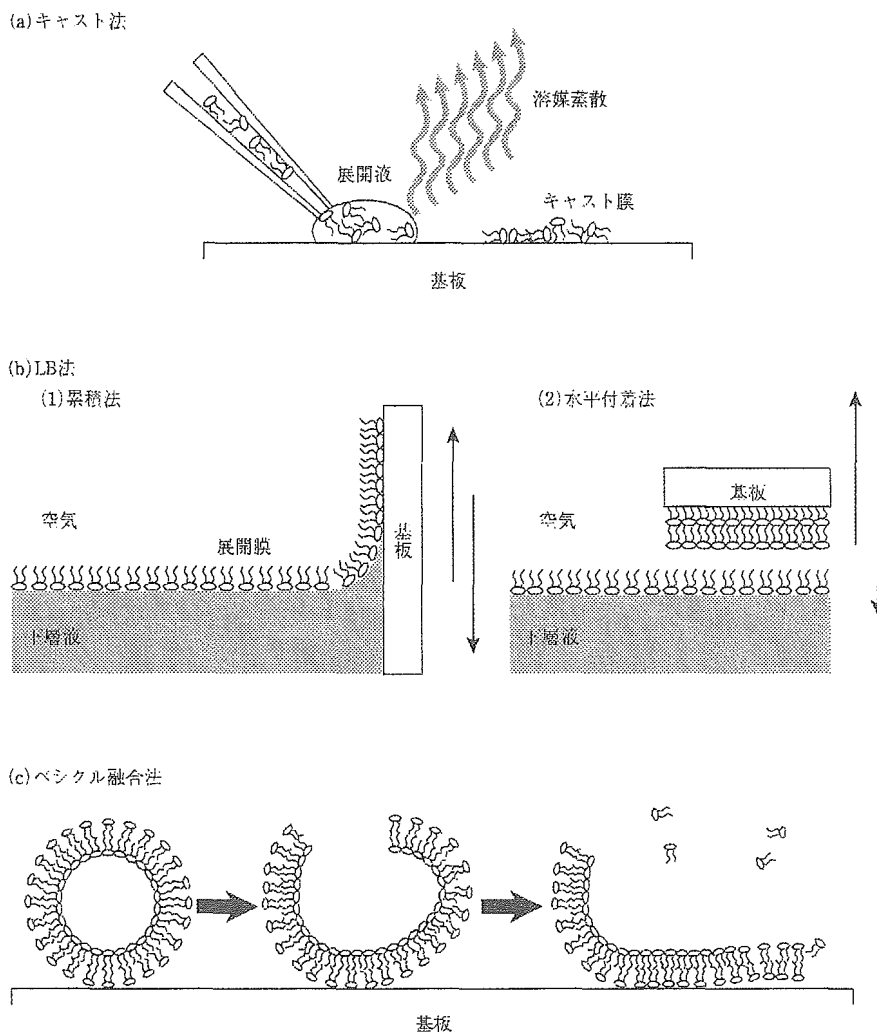 (a)キャスト法
溶媒蒸散
展開液
キャスト膜
基板
(b)LB法
(1)累積法
(2)水平付着法
空気
展開膜
基板
下層液
空気
基板
下層液
(c)ベシクル融合法
基板